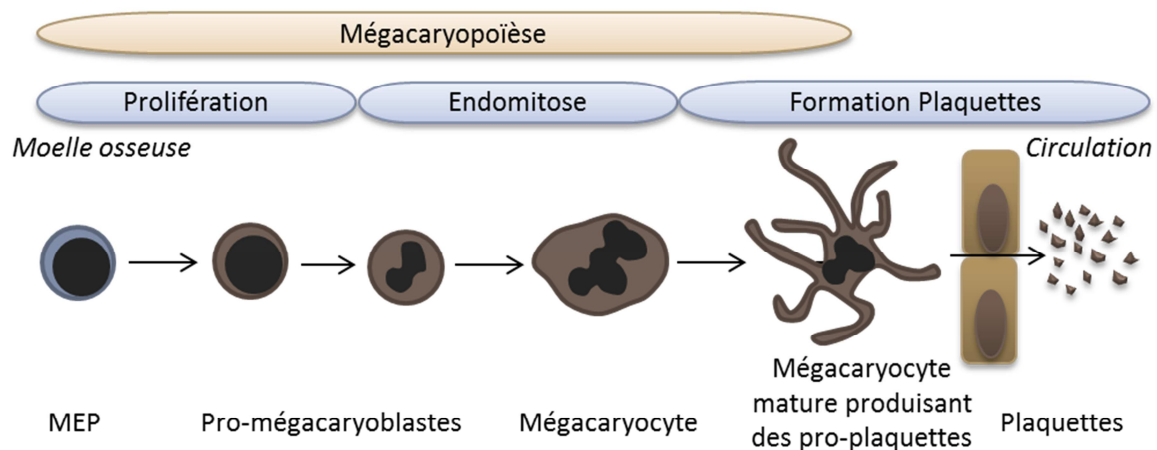 Mégacaryopoïèse
Prolifération
Endomitose
Formation Plaquettes
Moelle osseuse
Circulation
MEP
Pro-mégacaryoblastes
Mégacaryocyte
Mégacaryocyte
mature produisant
des pro-plaquettes
Plaquettes